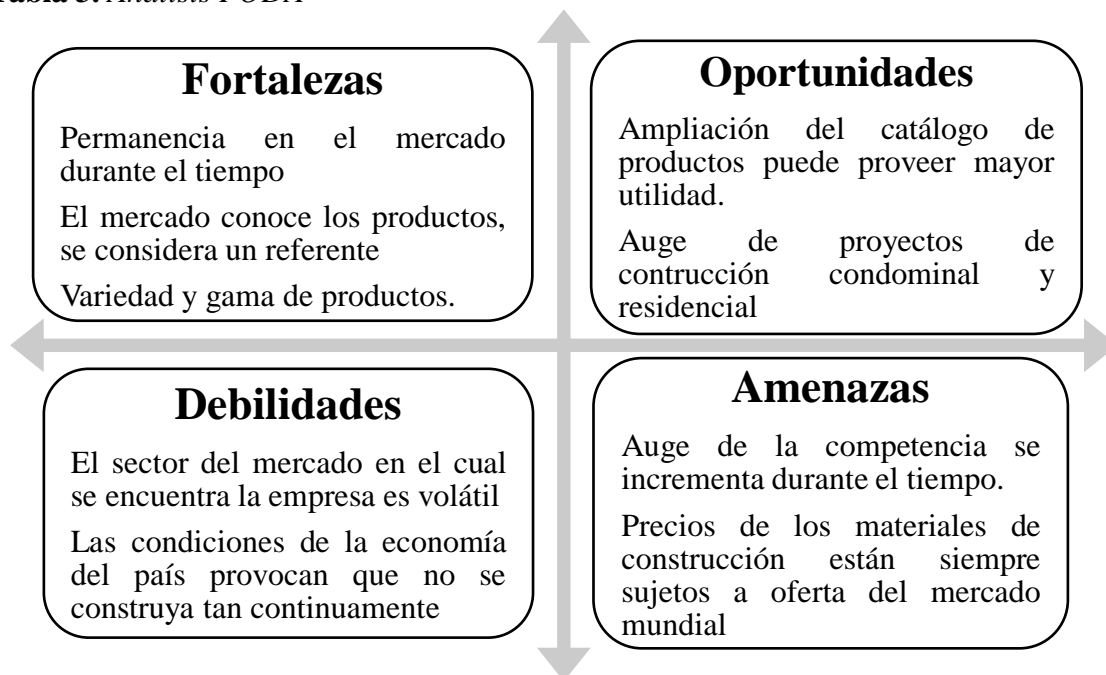 Fortalezas
Permanencia en el mercado
durante el tiempo
El mercado conoce los productos,
se considera un referente
Variedad y gama de productos.
Oportunidades
Ampliación del catálogo de
productos puede proveer mayor
utilidad.
Auge de proyectos de
contrucción condominal y
residencial
Debilidades
El sector del mercado en el cual
se encuentra la empresa es volátil
Las condiciones de la economía
del país provocan que no se
construya tan continuamente
Amenazas
Auge de la competencia se
incrementa durante el tiempo.
Precios de los materiales de
construcción están siempre
sujetos a oferta del mercado
mundial